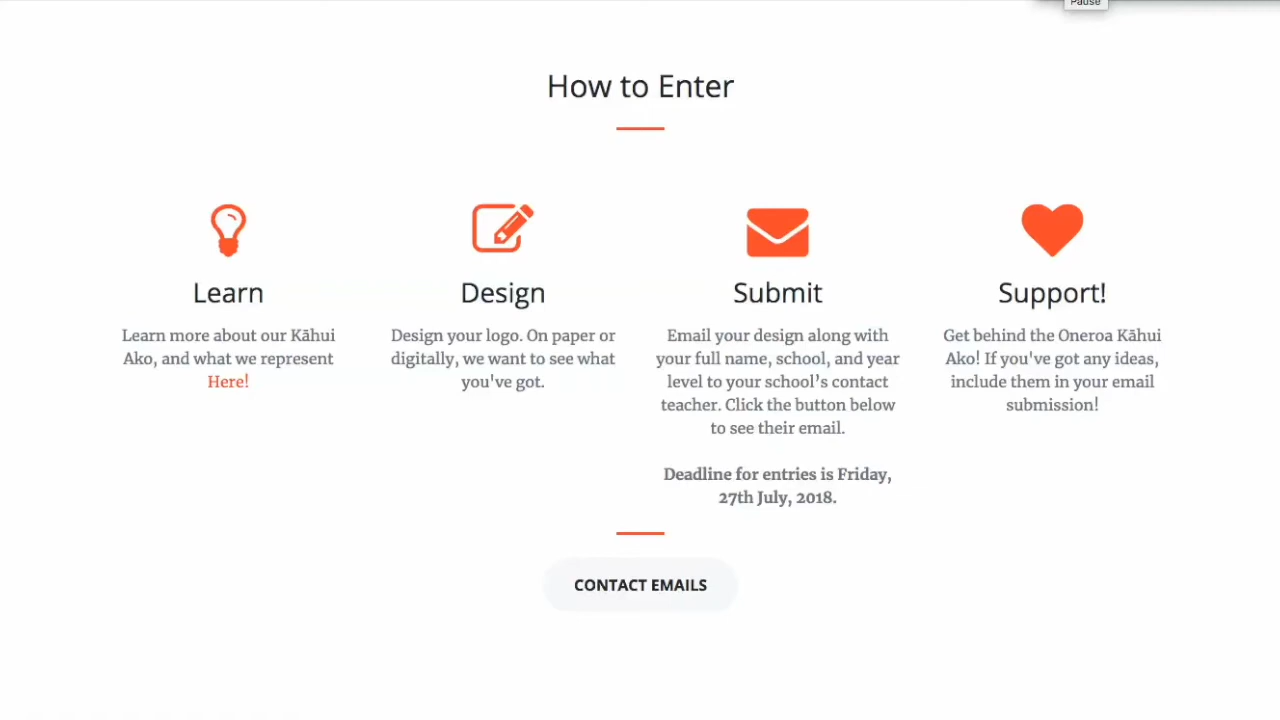 Pause
How to Enter
Learn
Learn more about our Kāhui
Ako, and what we represent
Here!
Design
Design your logo. On paper or
digitally, we want to see what
you've got.
Submit
Email your design along with
your full name, school, and year
level to your school’s contact
teacher. Click the button below
to see their email.
Deadline for entries is Friday,
27th July, 2018.
Support!
Get behind the Oneroa Kāhui
Ako! If you've got any ideas,
include them in your email
submission!
CONTACT EMAILS